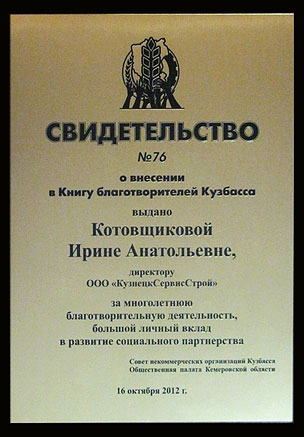 СВИДЕТЕЛЬСТВО
№76
о внесении
в Книгу благотворителей Кузбасса
выдано
Котовщиковой
Ирине Анатольевне,
директору
ООО «КузнецкСервисСтрой»
за многолетнюю
благотворительную деятельность,
большой личный вклад
в развитие социального партнерства
Совет некоммерческих организаций Кузбасса
Общественная палата Кемеровской области
16 октября 2012 г.